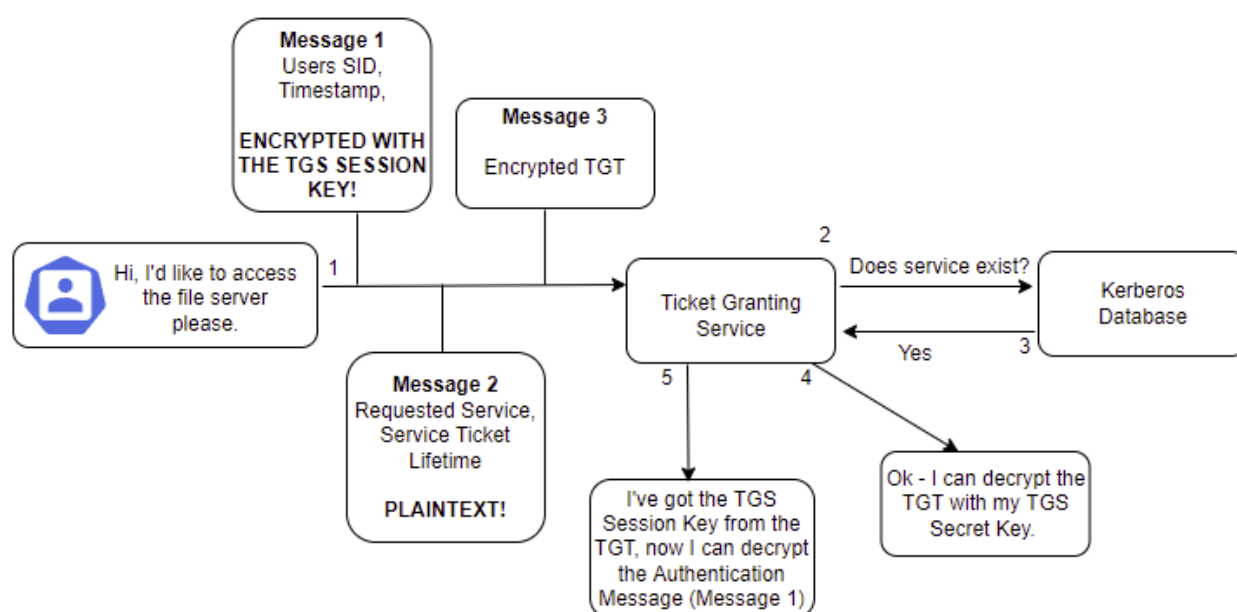 Message 1
Users SID,
Timestamp,
ENCRYPTED WITH
THE TGS SESSION
KEY!
Message 3
Encrypted TGT
Hi, I'd like to access
the file server
please.
1
Message 2
Requested Service,
Service Ticket
Lifetime
PLAINTEXT!
Ticket Granting
Service
2
Does service exist?
Kerberos
Database
Yes
3
5
4
I've got the TGS
Session Key from the
TGT, now I can decrypt
the Authentication
Message (Message 1)
Ok - I can decrypt the
TGT with my TGS
Secret Key.